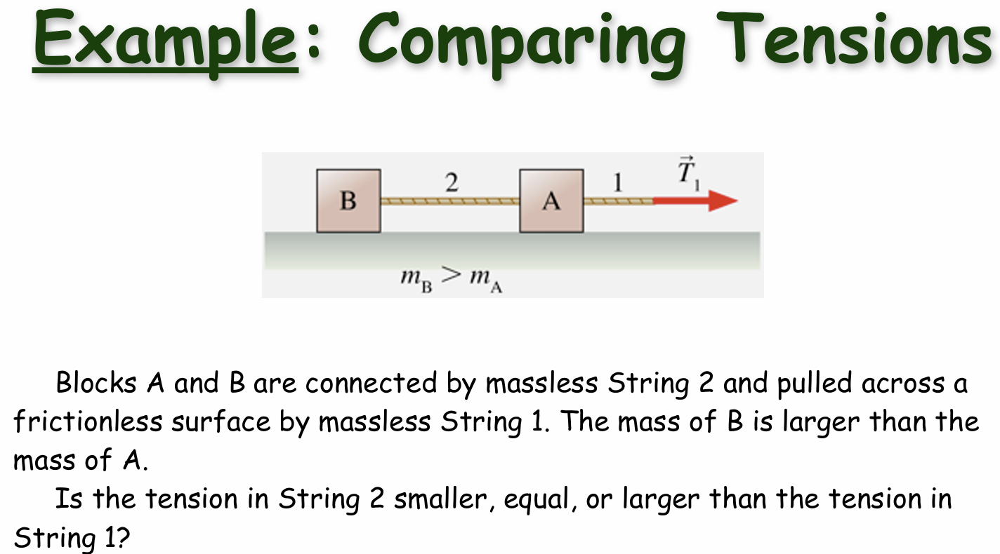 Example: Comparing Tensions
B 2 A 1 T⃗₁
m_B > m_A
Blocks A and B are connected by massless String 2 and pulled across a
frictionless surface by massless String 1. The mass of B is larger than the
mass of A.
Is the tension in String 2 smaller, equal, or larger than the tension in
String 1?